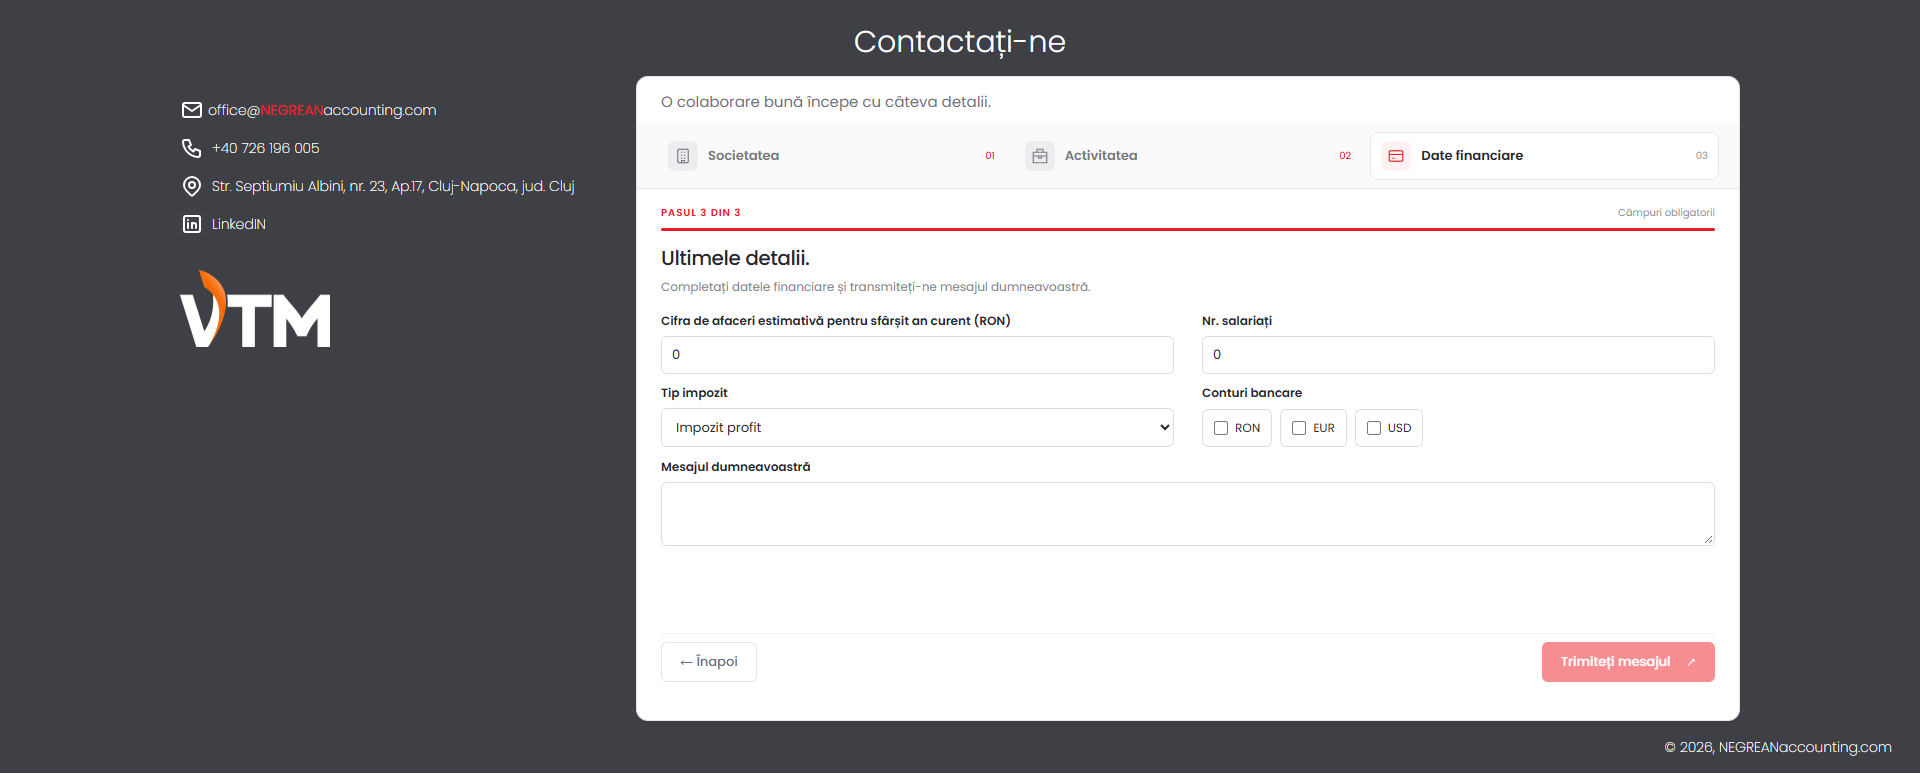 Contactați-ne
office@NEGREANaccounting.com
+40 726 196 005
Str. Septiumiu Albini, nr. 23, Ap.17, Cluj-Napoca, jud. Cluj
LinkedIN
VTM
O colaborare bună începe cu câteva detalii.
Societatea 01
Activitatea 02
Date financiare 03
PASUL 3 DIN 3
Câmpuri obligatorii
Ultimele detalii.
Completați datele financiare și transmiteți-ne mesajul dumneavoastră.
Cifra de afaceri estimativă pentru sfârșit an curent (RON)
0
Nr. salariați
0
Tip impozit
Impozit profit
Conturi bancare
RON EUR USD
Mesajul dumneavoastră
← Înapoi
Trimiteți mesajul ↗
© 2026, NEGREANaccounting.com